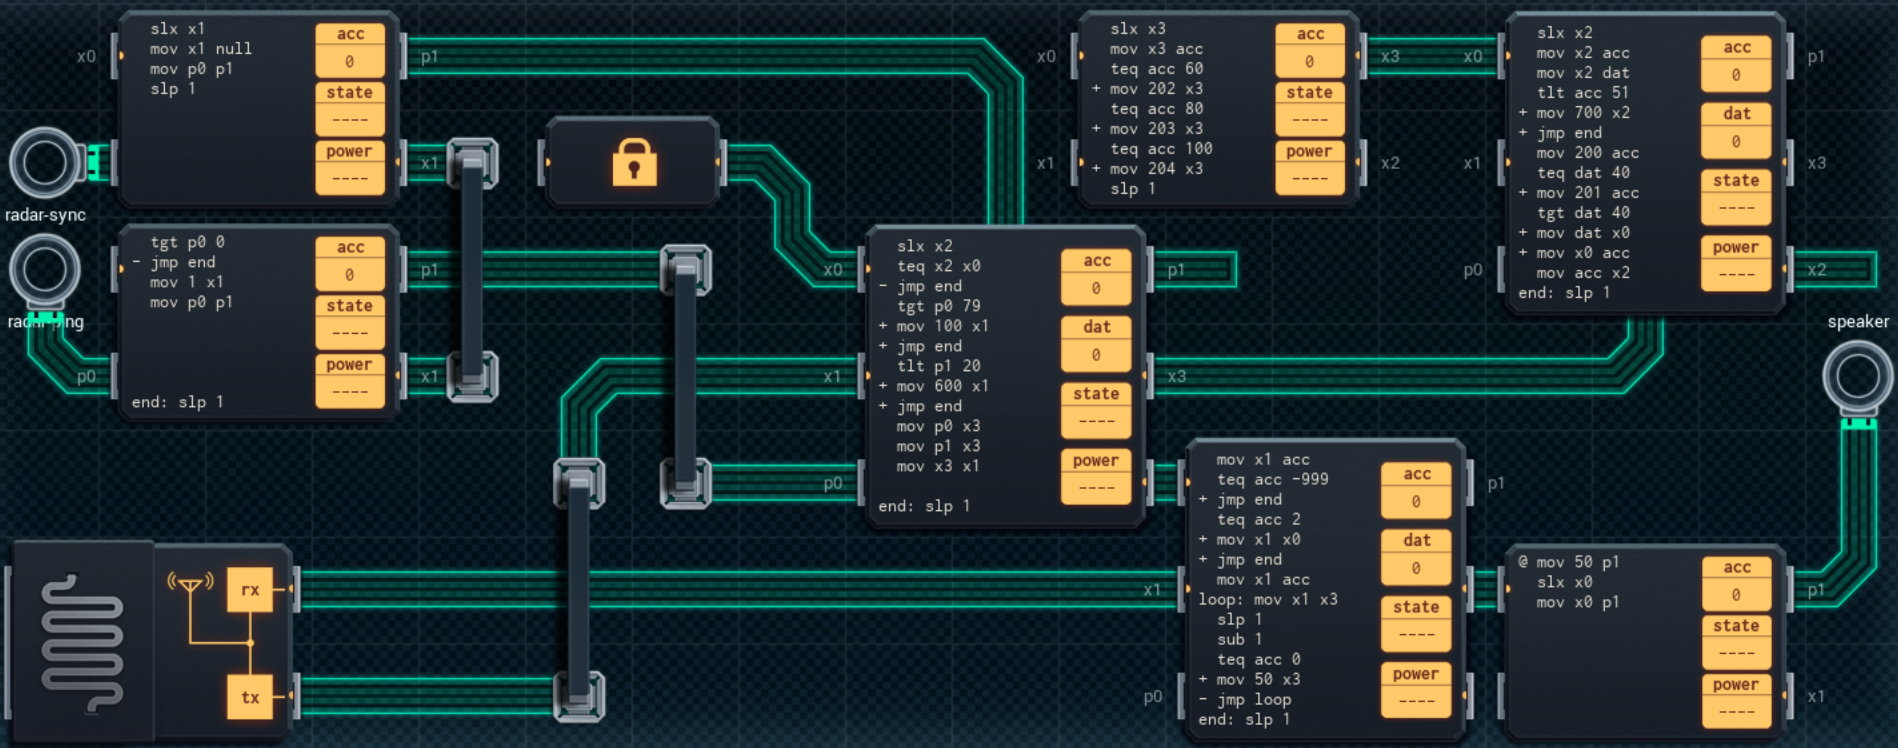 x0
slx x1
mov x1 null
mov p0 p1
slp 1
acc
0
state
----
power
----
p1
x1
radar-sync
tgt p0 0
- jmp end
mov 1 x1
mov p0 p1
end: slp 1
acc
0
state
----
power
----
p1
x1
p0
rx
tx
x0
x1
p0
slx x2
teq x2 x0
- jmp end
tgt p0 79
+ mov 100 x1
+ jmp end
tlt p1 20
+ mov 600 x1
+ jmp end
mov p0 x3
mov p1 x3
mov x3 x1
end: slp 1
acc
0
dat
0
state
----
power
----
p1
x3
x0
x1
slx x3
mov x3 acc
teq acc 60
+ mov 202 x3
teq acc 80
+ mov 203 x3
teq acc 100
+ mov 204 x3
slp 1
acc
0
state
----
power
----
x3
x2
x0
x1
p0
slx x2
mov x2 acc
mov x2 dat
tlt acc 51
+ mov 700 x2
+ jmp end
mov 200 acc
teq dat 40
+ mov 201 acc
tgt dat 40
+ mov dat x0
+ mov x0 acc
mov acc x2
end: slp 1
acc
0
dat
0
state
----
power
----
p1
x3
x2
speaker
x1
p0
mov x1 acc
teq acc -999
+ jmp end
teq acc 2
+ mov x1 x0
+ jmp end
mov x1 acc
loop: mov x1 x3
slp 1
sub 1
teq acc 0
+ mov 50 x3
- jmp loop
end: slp 1
acc
0
dat
0
state
----
power
----
p1
@ mov 50 p1
slx x0
mov x0 p1
acc
0
state
----
power
----
p1
x1